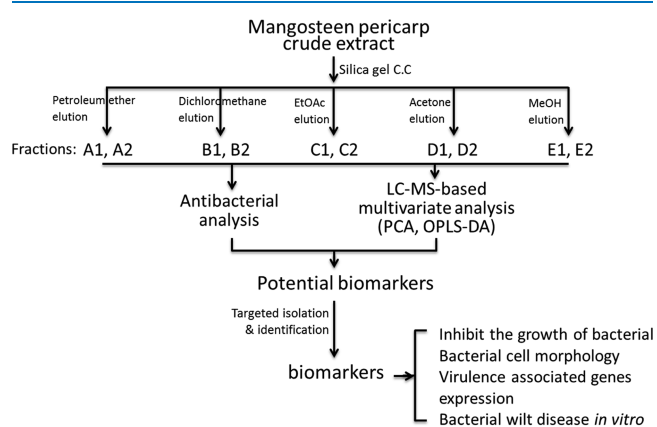 Mangosteen pericarp
crude extract
Silica gel C.C
Petroleum ether
elution
Dichloromethane
elution
EtOAc
elution
Acetone
elution
MeOH
elution
Fractions: A1, A2 B1, B2 C1, C2 D1, D2 E1, E2
Antibacterial
analysis
LC-MS-based
multivariate analysis
(PCA, OPLS-DA)
Potential biomarkers
Targeted isolation
& identification
biomarkers
Inhibit the growth of bacterial
Bacterial cell morphology
Virulence associated genes
expression
Bacterial wilt disease in vitro